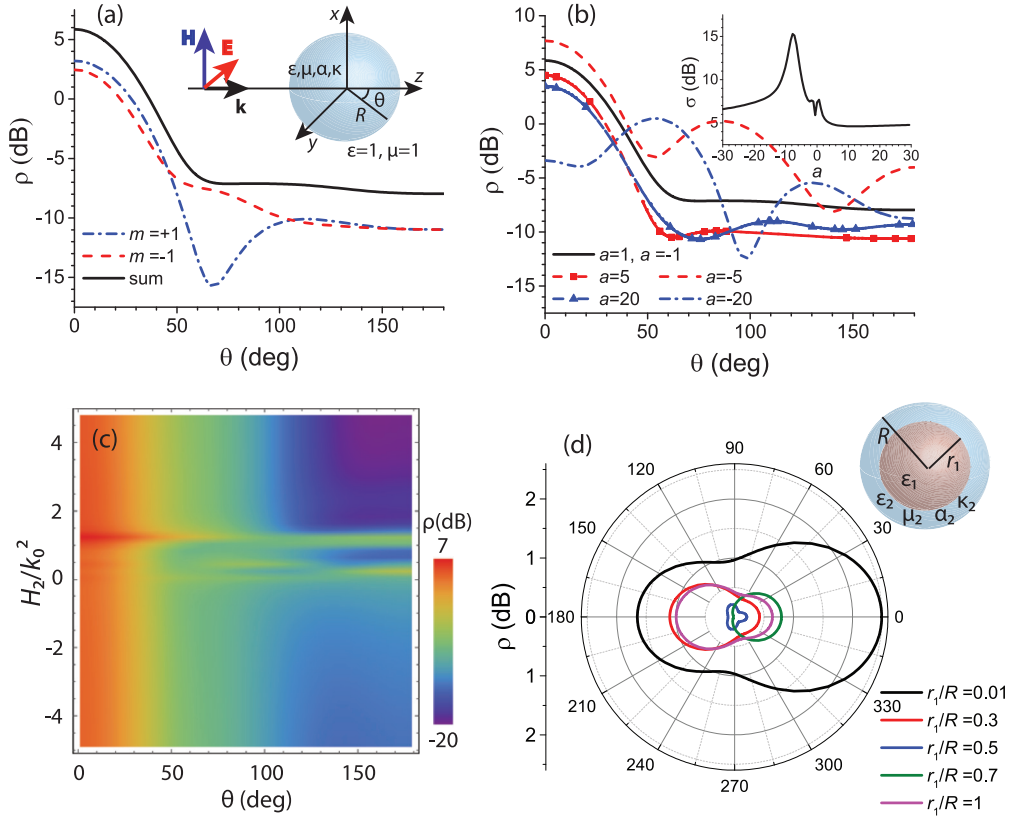 (a)
H
E
k
x
y
z
ε,μ,α,κ
θ
R
ε=1, μ=1
m =+1
m =-1
sum
ρ (dB)
5
0
-5
-10
-15
0 50 100 150
θ (deg)
(b)
σ (dB)
15
10
5
-30 -20 -10 0 10 20 30
a
a=1, a =-1
a=5 a=-5
a=20 a=-20
ρ (dB)
10
8
6
4
2
0
-2
-5
-10
-15
0 50 100 150
θ (deg)
(c)
H2/k0²
4
2
0
-2
-4
0 50 100 150
θ (deg)
ρ(dB)
7
-20
(d)
R
r1
ε1
ε2
μ2
α2
κ2
ρ (dB)
2
1
0
1
2
90
120
60
150
30
180
0
210
330
240
300
270
r1/R =0.01
r1/R =0.3
r1/R =0.5
r1/R =0.7
r1/R =1